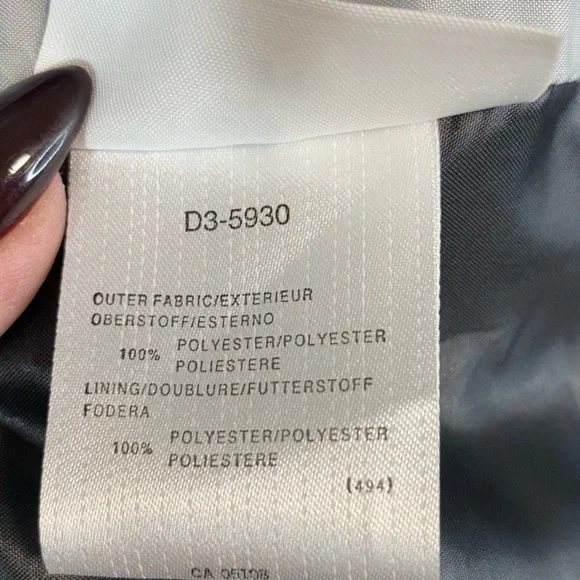 D3-5930
OUTER FABRIC/EXTERIEUR
OBERSTOFF/ESTERNO
100% POLYESTER/POLYESTER
POLIESTERE
LINING/DOUBLURE/FUTTERSTOFF
FODERA
100% POLYESTER/POLYESTER
POLIESTERE
(494)
CA